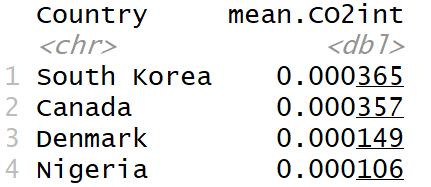 Country mean.CO2int
<chr> <dbl>
1 South Korea 0.000365
2 Canada 0.000357
3 Denmark 0.000149
4 Nigeria 0.000106